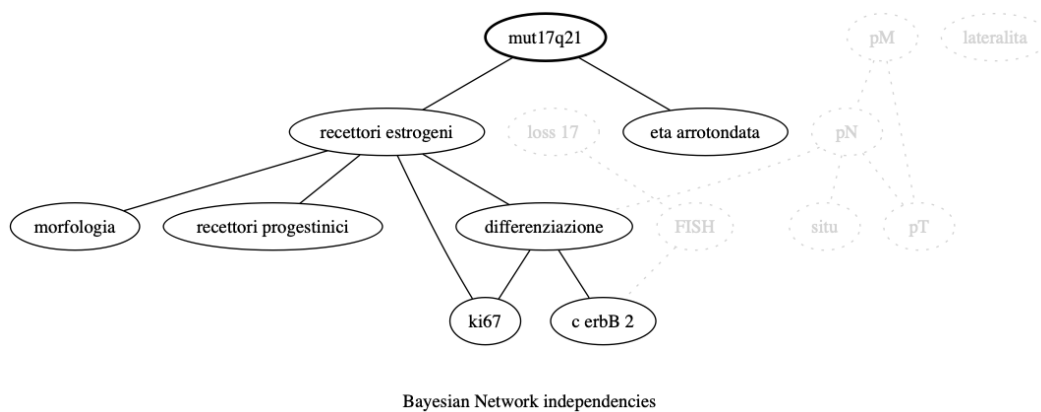 mut17q21
pM
lateralita
recettori estrogeni
loss 17
eta arrotondata
pN
morfologia
recettori progestinici
differenziazione
FISH
situ
pT
ki67
c erbB 2
Bayesian Network independencies